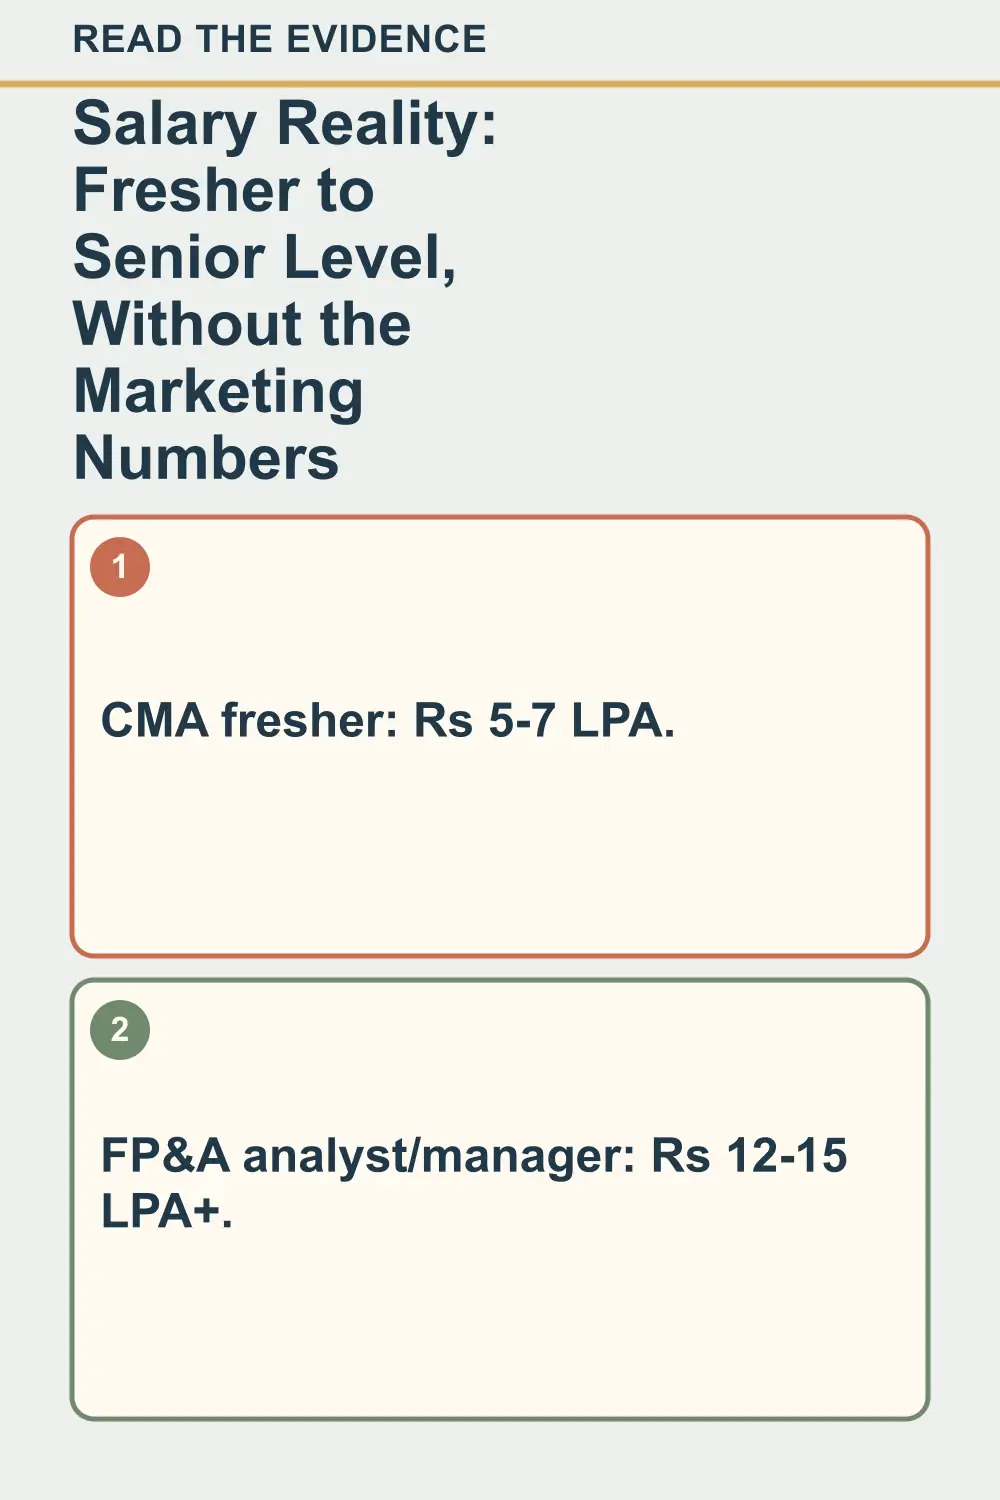 READ THE EVIDENCE
Salary Reality:
Fresher to
Senior Level,
Without the
Marketing
Numbers
1
CMA fresher: Rs 5-7 LPA.
2
FP&A analyst/manager: Rs 12-15
LPA+.